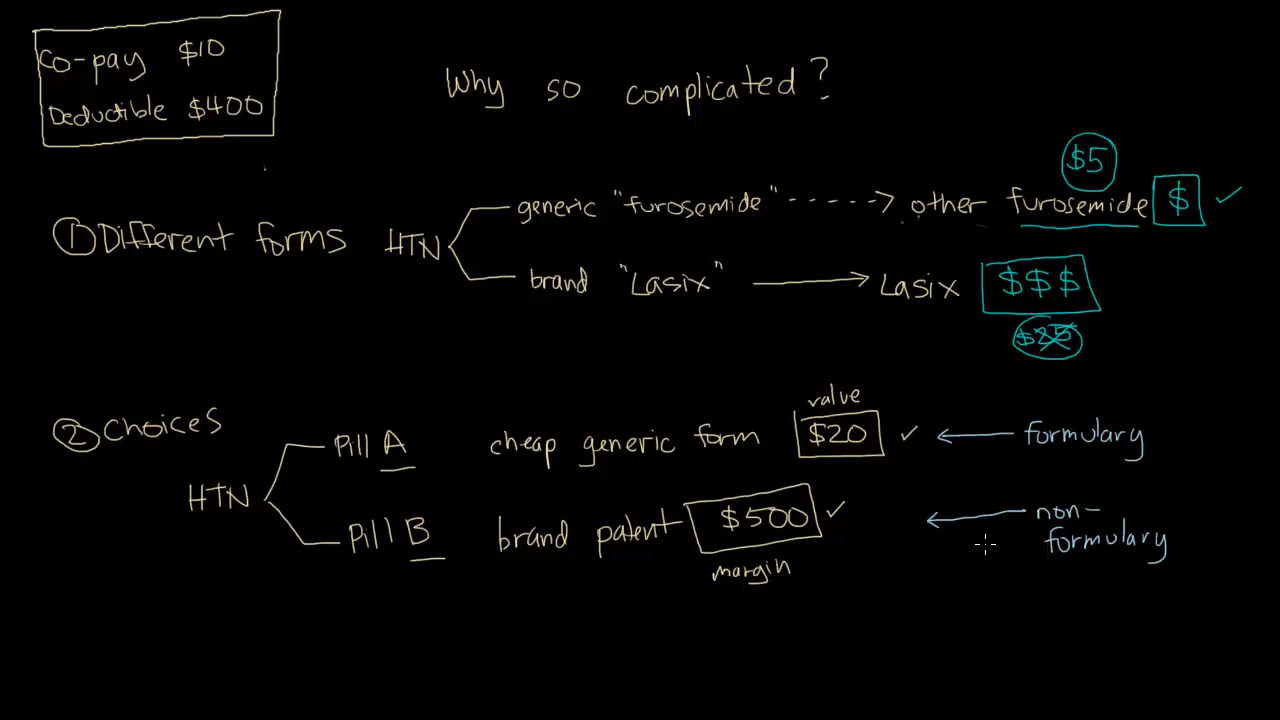 Co-pay $10
Deductible $400
Why so complicated?
$5
① Different forms HTN
generic "furosemide" -----> other furosemide $ ✓
brand "Lasix" → Lasix $$$
$25
② Choices
HTN
value
Pill A cheap generic form $20 ✓ ← formulary
Pill B brand patent $500 ✓ ← non-
formulary
margin